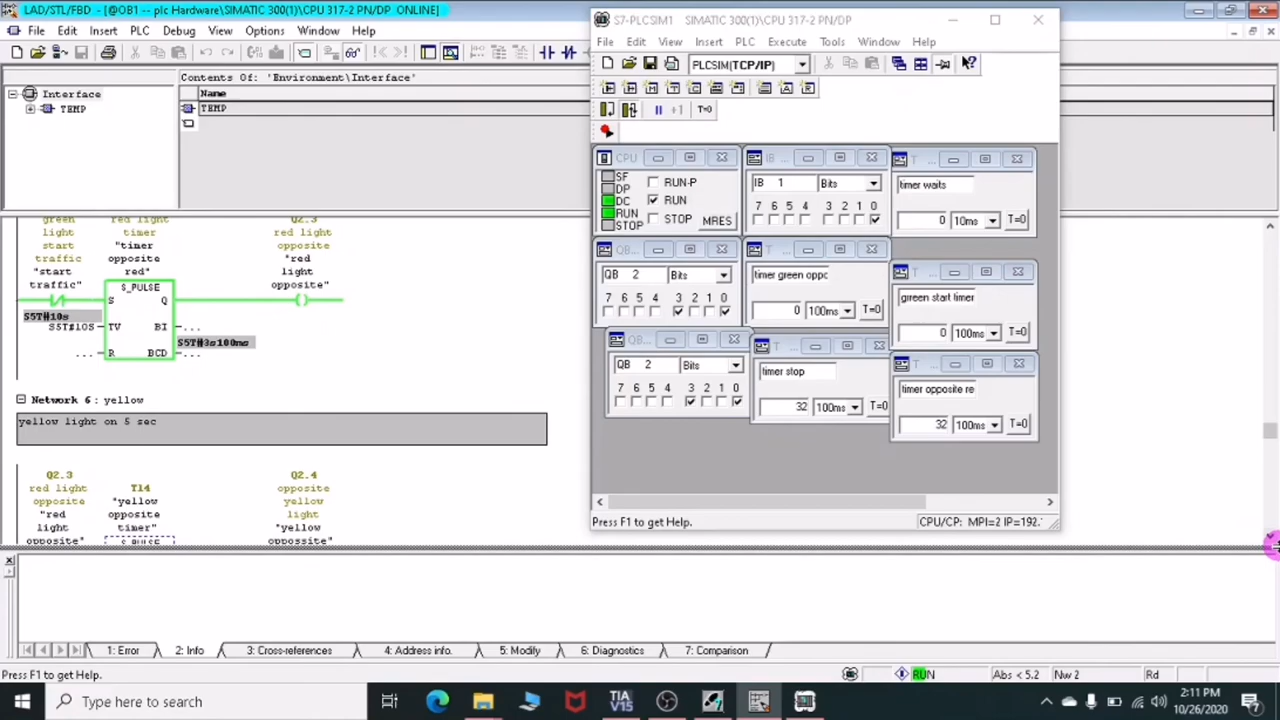 LAD/STL/FBD - [@OB1 -- plc Hardware\SIMATIC 300(1)\CPU 317-2 PN/DP ONLINE]
File Edit Insert PLC Debug View Options Window Help
Contents Of: 'Environment\Interface'
Interface
TEMP
Name
TEMP
green
light
start
traffic
"start
traffic"
red light
timer
"timer
opposite
red"
Q2.3
red light
opposite
"red
light
opposite"
S_PULSE
S Q
S5T#10s
S5T#10S TV BI ...
S5T#3s100ms
... R BCD ...
Network 6: yellow
yellow light on 5 sec
Q2.3
red light
opposite
"red
light
opposite"
T14
"yellow
opposite
timer"
S_PULSE
Q2.4
opposite
yellow
light
"yellow
oppossite"
1: Error 2: Info 3: Cross-references 4: Address info. 5: Modify 6: Diagnostics 7: Comparison
Press F1 to get Help.
RUN
Abs < 5.2 Nw 2 Rd
S7-PLCSIM1 SIMATIC 300(1)\CPU 317-2 PN/DP
File Edit View Insert PLC Execute Tools Window Help
PLCSIM(TCP/IP)
+1 T=0
CPU
SF
DP
DC
RUN
STOP
RUN-P
RUN
STOP MRES
IB ...
IB 1 Bits
7 6 5 4 3 2 1 0
T ...
timer waits
0 10ms T=0
QB...
QB 2 Bits
7 6 5 4 3 2 1 0
T ...
timer green oppc
0 100ms T=0
T ...
green start timer
0 100ms T=0
QB...
QB 2 Bits
7 6 5 4 3 2 1 0
T ...
timer stop
32 100ms T=0
T ...
timer opposite re
32 100ms T=0
Press F1 to get Help.
CPU/CP: MPI=2 IP=192.
Type here to search
TIA
V15
2:11 PM
10/26/2020
7